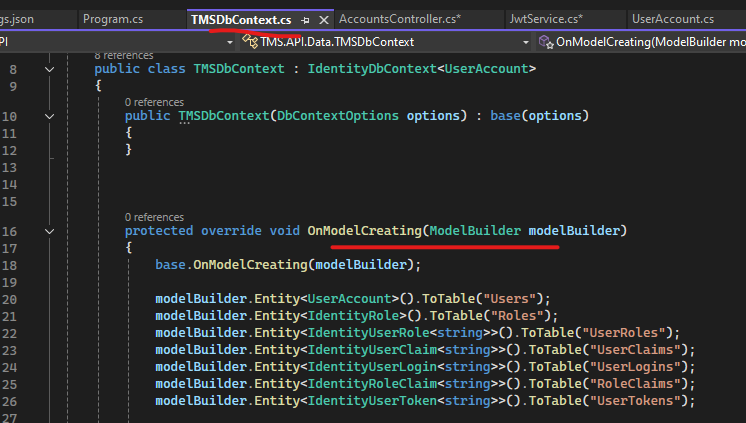 gs.json Program.cs TMSDbContext.cs AccountsController.cs* JwtService.cs* UserAccount.cs
PI TMS.API.Data.TMSDbContext OnModelCreating(ModelBuilder mo
8 references
8 public class TMSDbContext : IdentityDbContext<UserAccount>
9 {
0 references
10 public TMSDbContext(DbContextOptions options) : base(options)
11 {
12 }
13
14
15
0 references
16 protected override void OnModelCreating(ModelBuilder modelBuilder)
17 {
18 base.OnModelCreating(modelBuilder);
19
20 modelBuilder.Entity<UserAccount>().ToTable("Users");
21 modelBuilder.Entity<IdentityRole>().ToTable("Roles");
22 modelBuilder.Entity<IdentityUserRole<string>>().ToTable("UserRoles");
23 modelBuilder.Entity<IdentityUserClaim<string>>().ToTable("UserClaims");
24 modelBuilder.Entity<IdentityUserLogin<string>>().ToTable("UserLogins");
25 modelBuilder.Entity<IdentityRoleClaim<string>>().ToTable("RoleClaims");
26 modelBuilder.Entity<IdentityUserToken<string>>().ToTable("UserTokens");
27